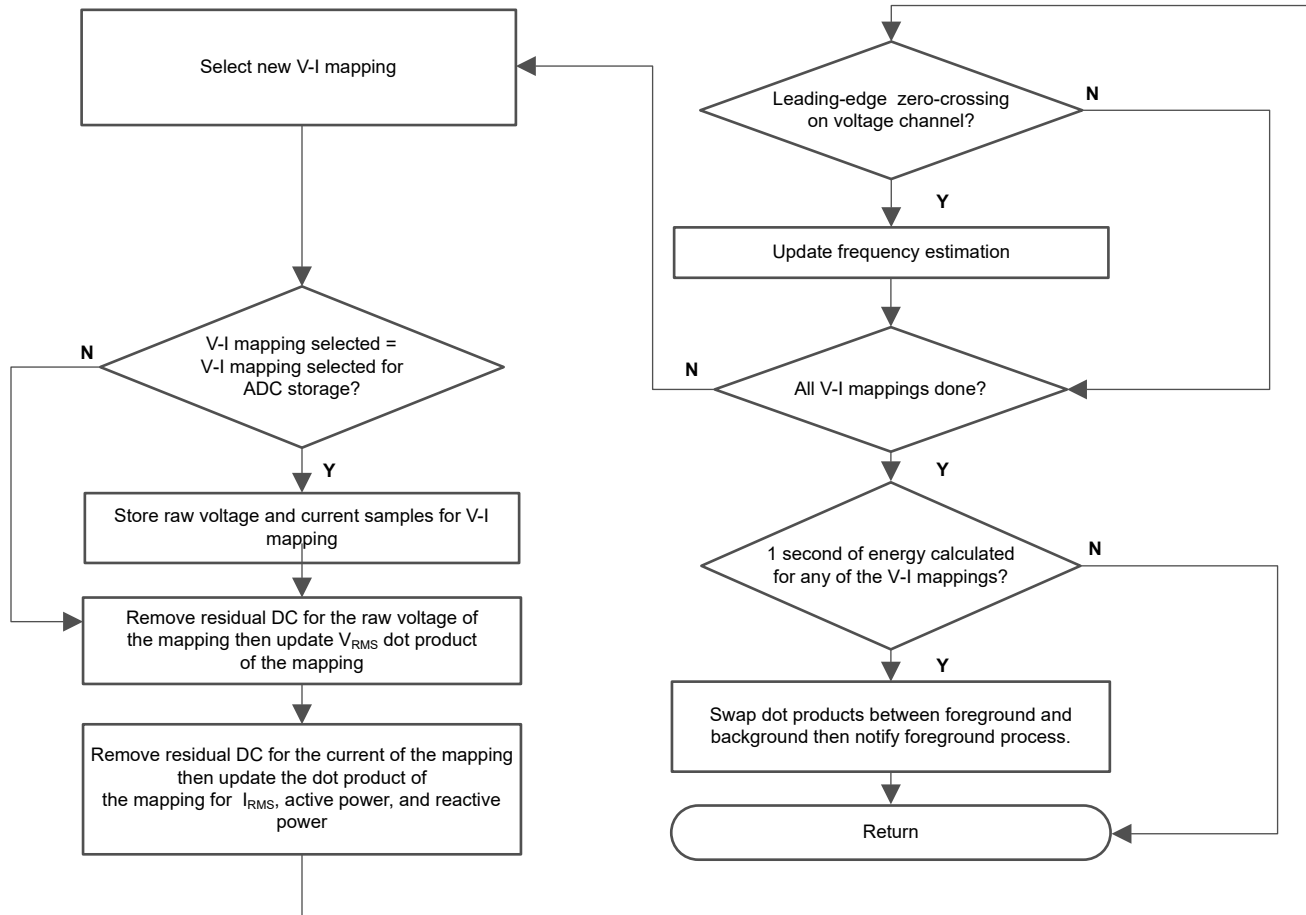 Select new V-I mapping
V-I mapping selected =
V-I mapping selected for
ADC storage?
N
Y
Store raw voltage and current samples for V-I
mapping
Remove residual DC for the raw voltage of
the mapping then update VRMS dot product
of the mapping
Remove residual DC for the current of the mapping
then update the dot product of
the mapping for IRMS, active power, and reactive
power
Leading-edge zero-crossing
on voltage channel?
N
Y
Update frequency estimation
All V-I mappings done?
N
Y
1 second of energy calculated
for any of the V-I mappings?
N
Y
Swap dot products between foreground and
background then notify foreground process.
Return